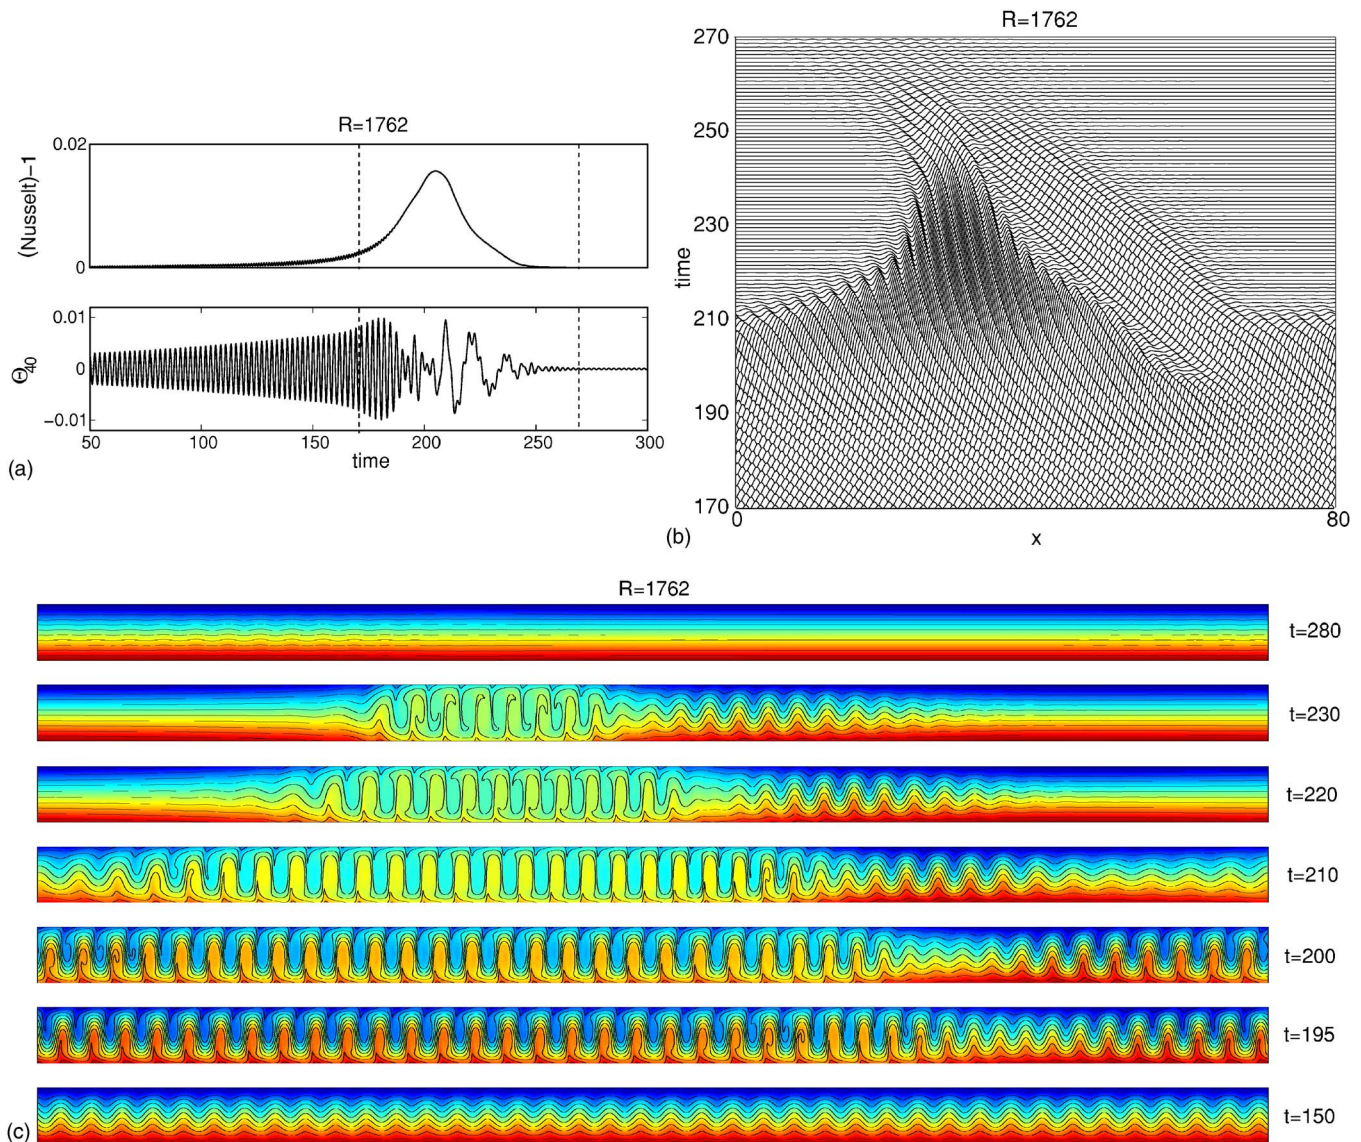 R=1762
(Nusselt)−1
0.02
0
Θ40
0.01
0
−0.01
50
100
150
200
250
300
time
(a)
R=1762
time
270
250
230
210
190
170
0
80
x
(b)
R=1762
t=280
t=230
t=220
t=210
t=200
t=195
t=150
(c)